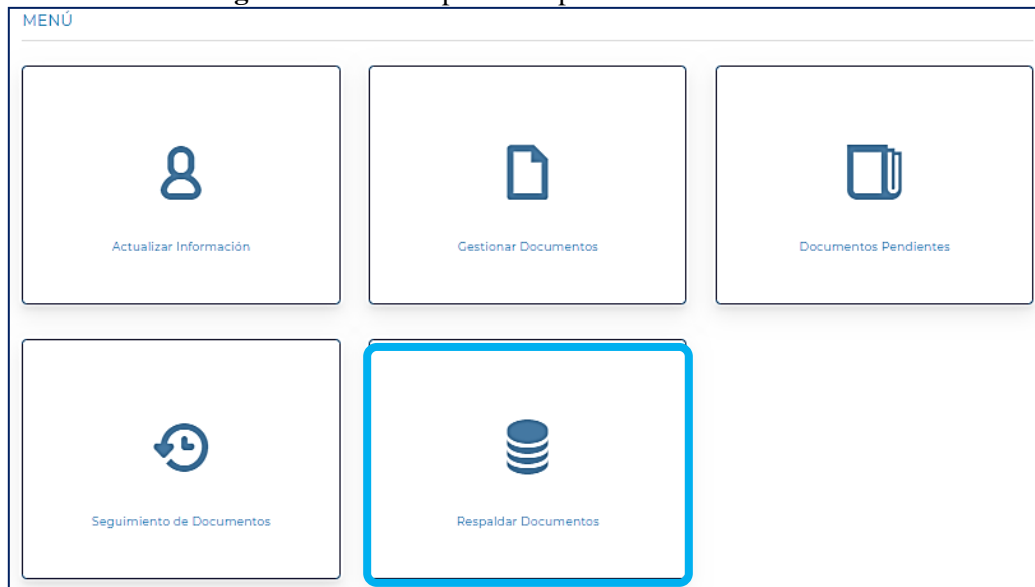 MENÚ
Actualizar Información
Gestionar Documentos
Documentos Pendientes
Seguimiento de Documentos
Respaldar Documentos